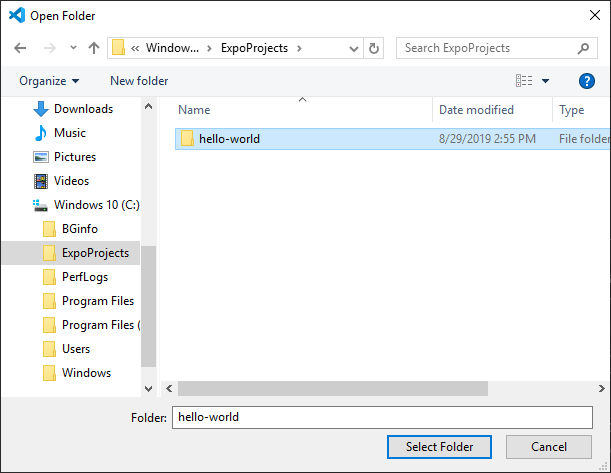 Open Folder
Window... ExpoProjects
Search ExpoProjects
Organize
New folder
?
Downloads
Music
Pictures
Videos
Windows 10 (C:)
BGinfo
ExpoProjects
PerfLogs
Program Files
Program Files (
Users
Windows
Name
Date modified
Type
hello-world
8/29/2019 2:55 PM
File folder
Folder:
hello-world
Select Folder
Cancel